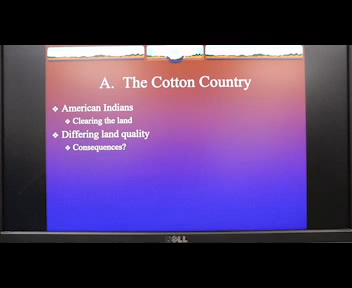 A. The Cotton Country
American Indians
Clearing the land
Differing land quality
Consequences?
DELL